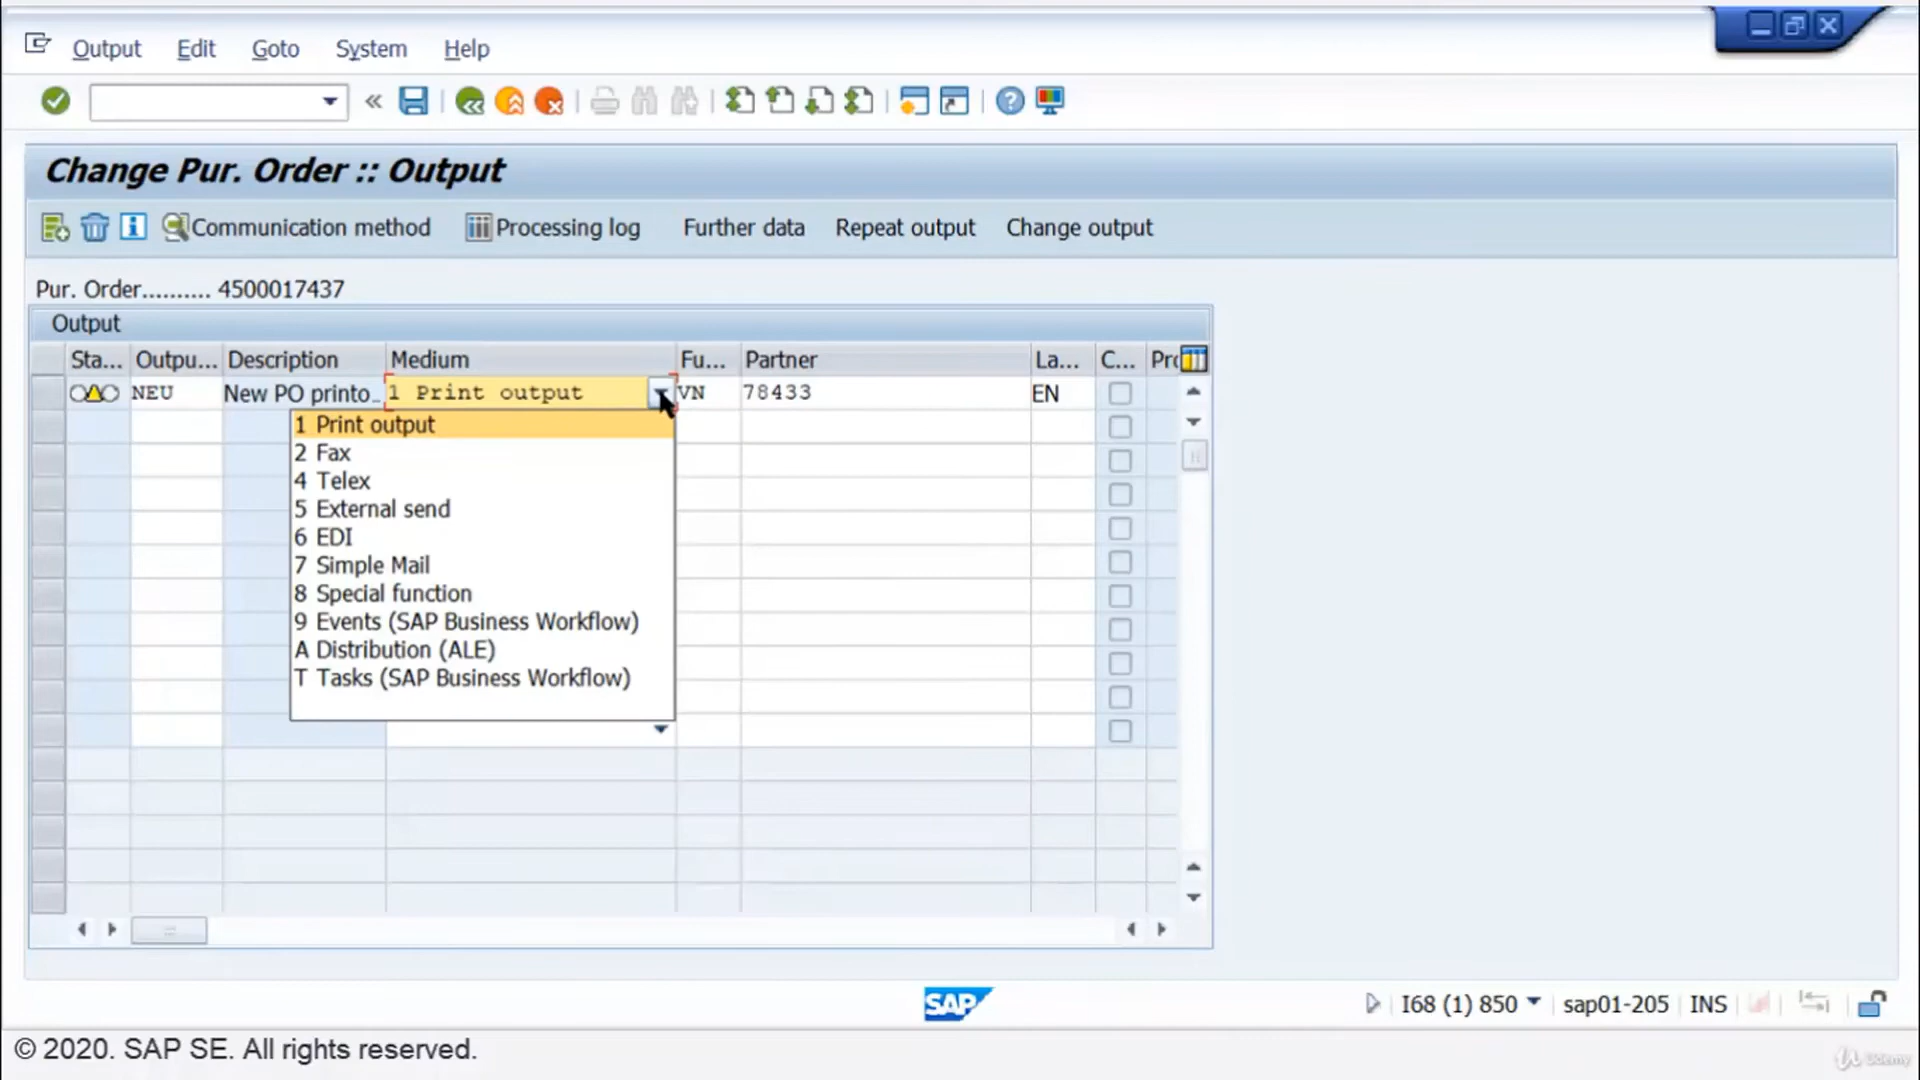 Output Edit Goto System Help
Change Pur. Order :: Output
Communication method Processing log Further data Repeat output Change output
Pur. Order.......... 4500017437
Output
Sta... Outpu... Description Medium Fu... Partner La... C... Prc
NEU New PO printo... 1 Print output VN 78433 EN
1 Print output
2 Fax
4 Telex
5 External send
6 EDI
7 Simple Mail
8 Special function
9 Events (SAP Business Workflow)
A Distribution (ALE)
T Tasks (SAP Business Workflow)
SAP
I68 (1) 850 sap01-205 INS
© 2020. SAP SE. All rights reserved.
Udemy